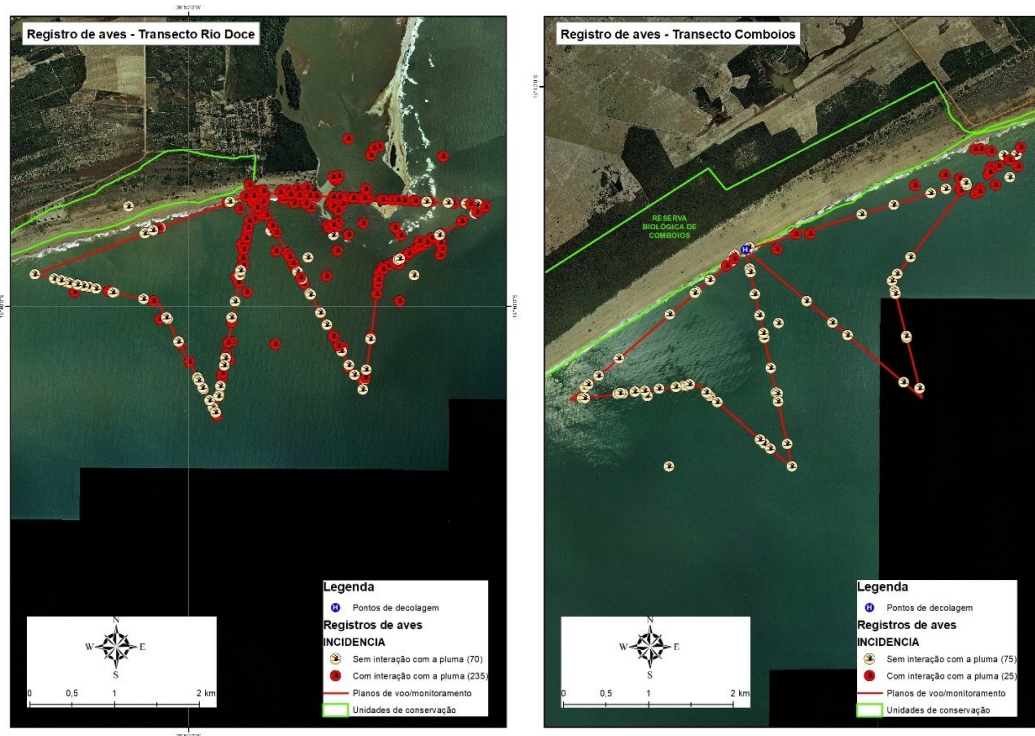 Registro de aves - Transecto Rio Doce
RESERVA
BIOLÓGICA DE
COMBOIOS
Legenda
H Pontos de decolagem
Registros de aves
INCIDENCIA
Sem interação com a pluma (70)
Com interação com a pluma (235)
Planos de voo/monitoramento
Unidades de conservação
N
W E
S
0 0,5 1 2 km
Registro de aves - Transecto Comboios
H
Legenda
H Pontos de decolagem
Registros de aves
INCIDENCIA
Sem interação com a pluma (75)
Com interação com a pluma (25)
Planos de voo/monitoramento
Unidades de conservação
N
W E
S
0 0,5 1 2 km